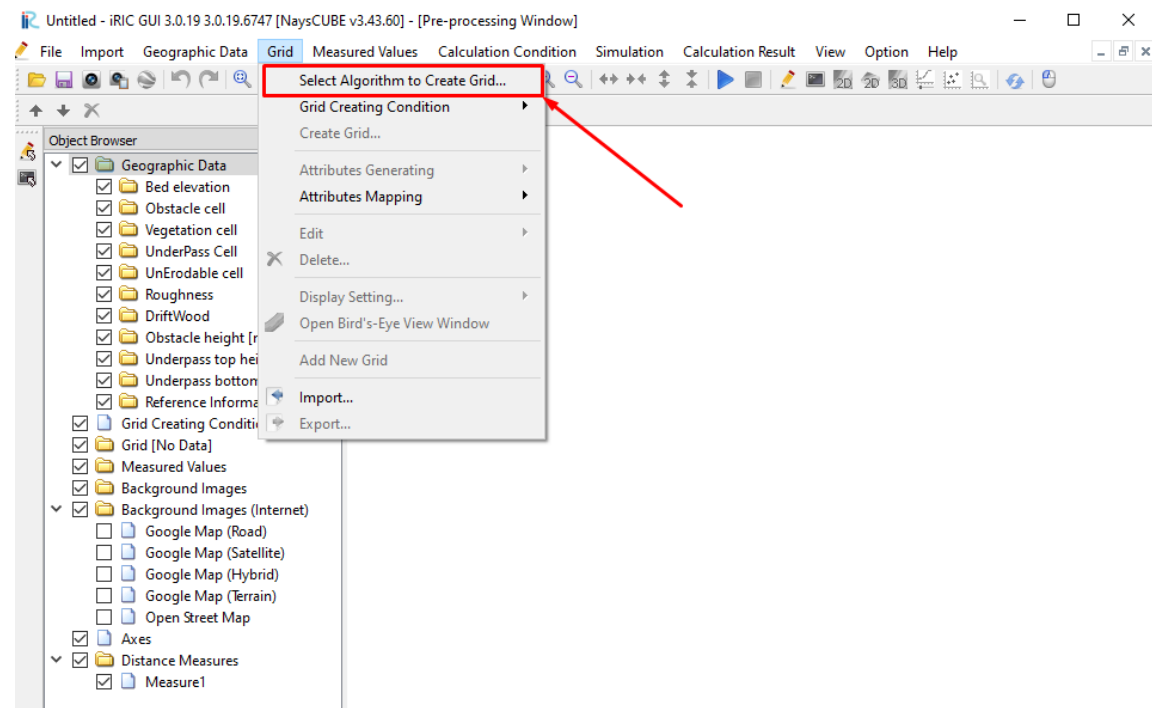 Untitled - iRIC GUI 3.0.19 3.0.19.6747 [NaysCUBE v3.43.60] - [Pre-processing Window]
File Import Geographic Data Grid Measured Values Calculation Condition Simulation Calculation Result View Option Help
Select Algorithm to Create Grid...
Grid Creating Condition
Create Grid...
Attributes Generating
Attributes Mapping
Edit
Delete...
Display Setting...
Open Bird's-Eye View Window
Add New Grid
Import...
Export...
2D 2D 3D
Object Browser
Geographic Data
Bed elevation
Obstacle cell
Vegetation cell
UnderPass Cell
UnErodable cell
Roughness
DriftWood
Obstacle height [
Underpass top hei
Underpass bottom
Reference Informa
Grid Creating Conditi
Grid [No Data]
Measured Values
Background Images
Background Images (Internet)
Google Map (Road)
Google Map (Satellite)
Google Map (Hybrid)
Google Map (Terrain)
Open Street Map
Axes
Distance Measures
Measure1